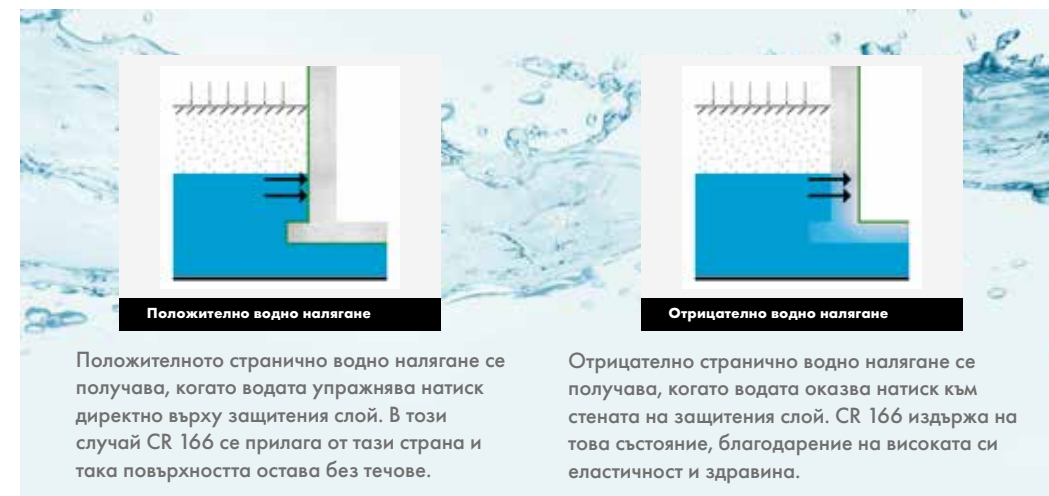 Положително водно налягане
Отрицателно водно налягане
Положителното странично водно налягане се
получава, когато водата упражнява натиск
директно върху защитения слой. В този
случай CR 166 се прилага от тази страна и
така повърхността остава без течове.
Отрицателно странично водно налягане се
получава, когато водата оказва натиск към
стената на защитения слой. CR 166 издържа на
това състояние, благодарение на високата си
еластичност и здравина.